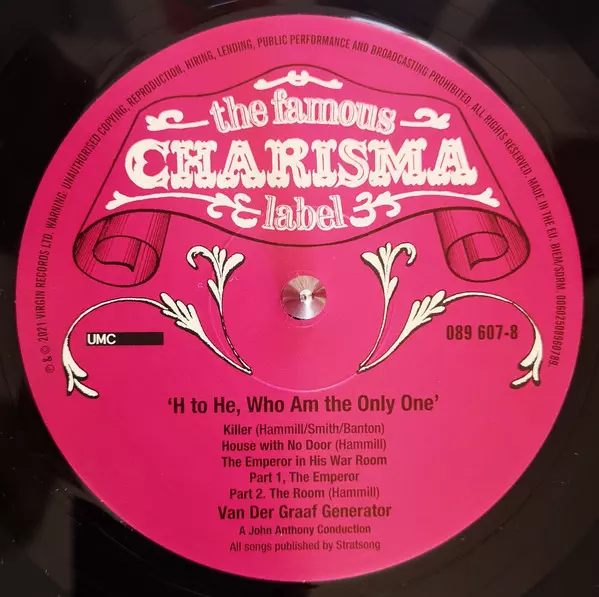 ℗ & © 2021 VIRGIN RECORDS LTD. WARNING: UNAUTHORISED COPYING, REPRODUCTION, HIRING, LENDING, PUBLIC PERFORMANCE AND BROADCASTING PROHIBITED. ALL RIGHTS RESERVED. MADE IN THE EU. BIEM/SDRM. 00602508960789.
the famous
CHARISMA
label
UMC
089 607-8
‘H to He, Who Am the Only One’
Killer (Hammill/Smith/Banton)
House with No Door (Hammill)
The Emperor in His War Room
Part 1, The Emperor
Part 2. The Room (Hammill)
Van Der Graaf Generator
A John Anthony Conduction
All songs published by Stratsong